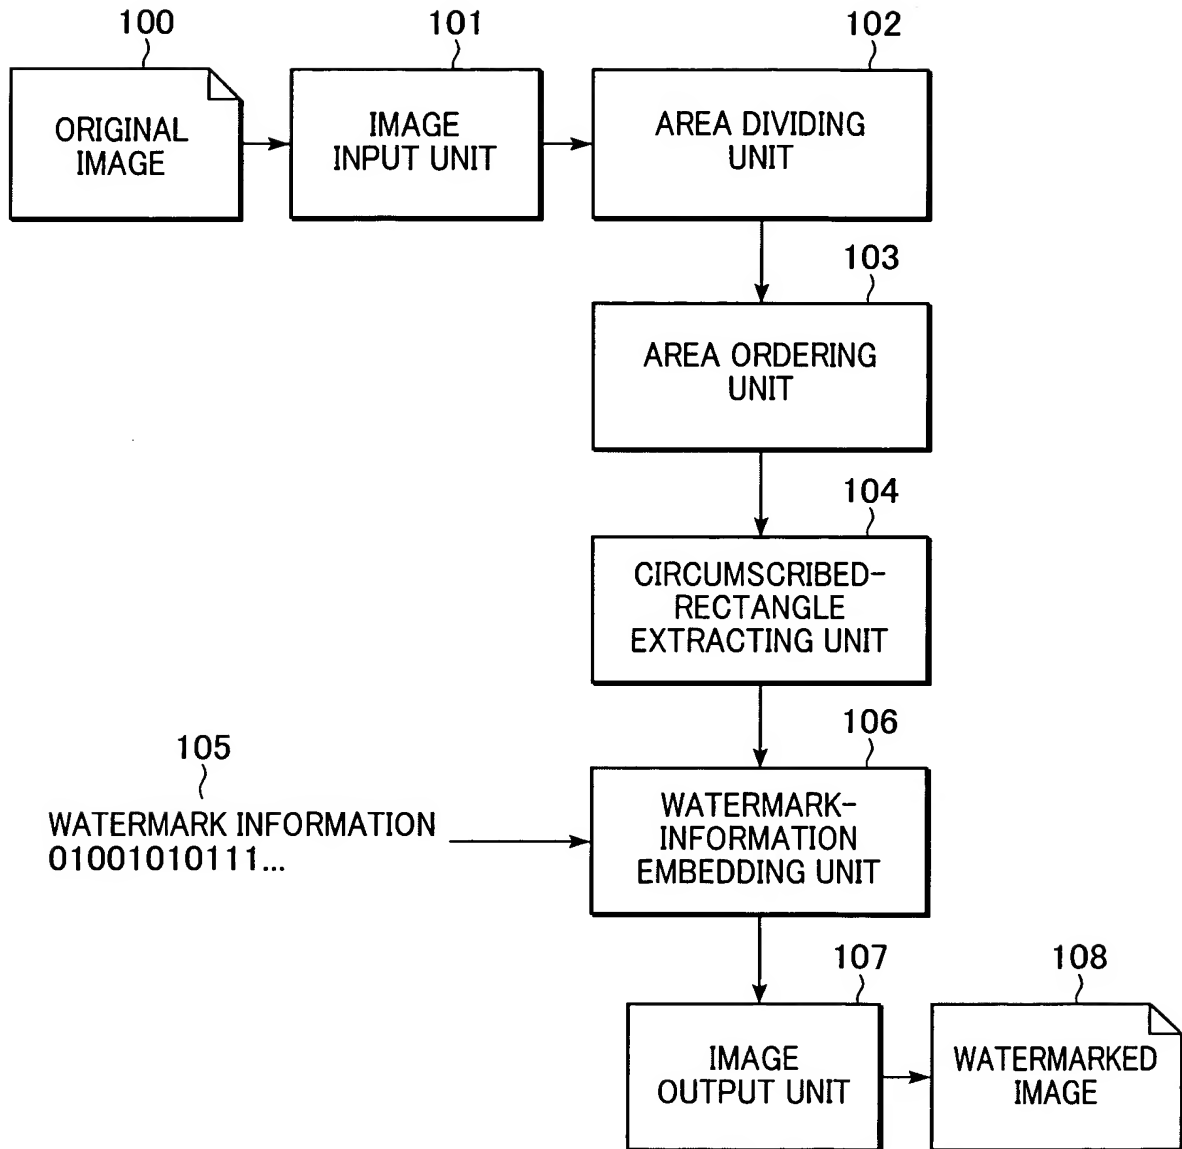 100
101
102
ORIGINAL
IMAGE
IMAGE
INPUT UNIT
AREA DIVIDING
UNIT
103
AREA ORDERING
UNIT
104
CIRCUMSCRIBED-
RECTANGLE
EXTRACTING UNIT
105
WATERMARK INFORMATION
01001010111...
106
WATERMARK-
INFORMATION
EMBEDDING UNIT
107
108
IMAGE
OUTPUT UNIT
WATERMARKED
IMAGE